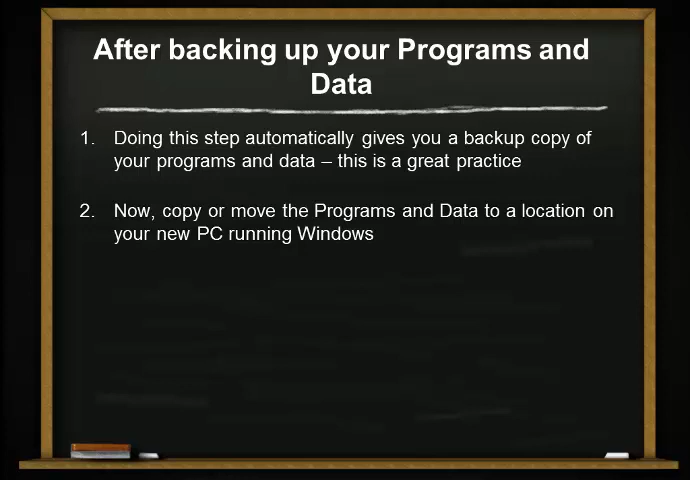 After backing up your Programs and
Data
1. Doing this step automatically gives you a backup copy of
your programs and data – this is a great practice
2. Now, copy or move the Programs and Data to a location on
your new PC running Windows